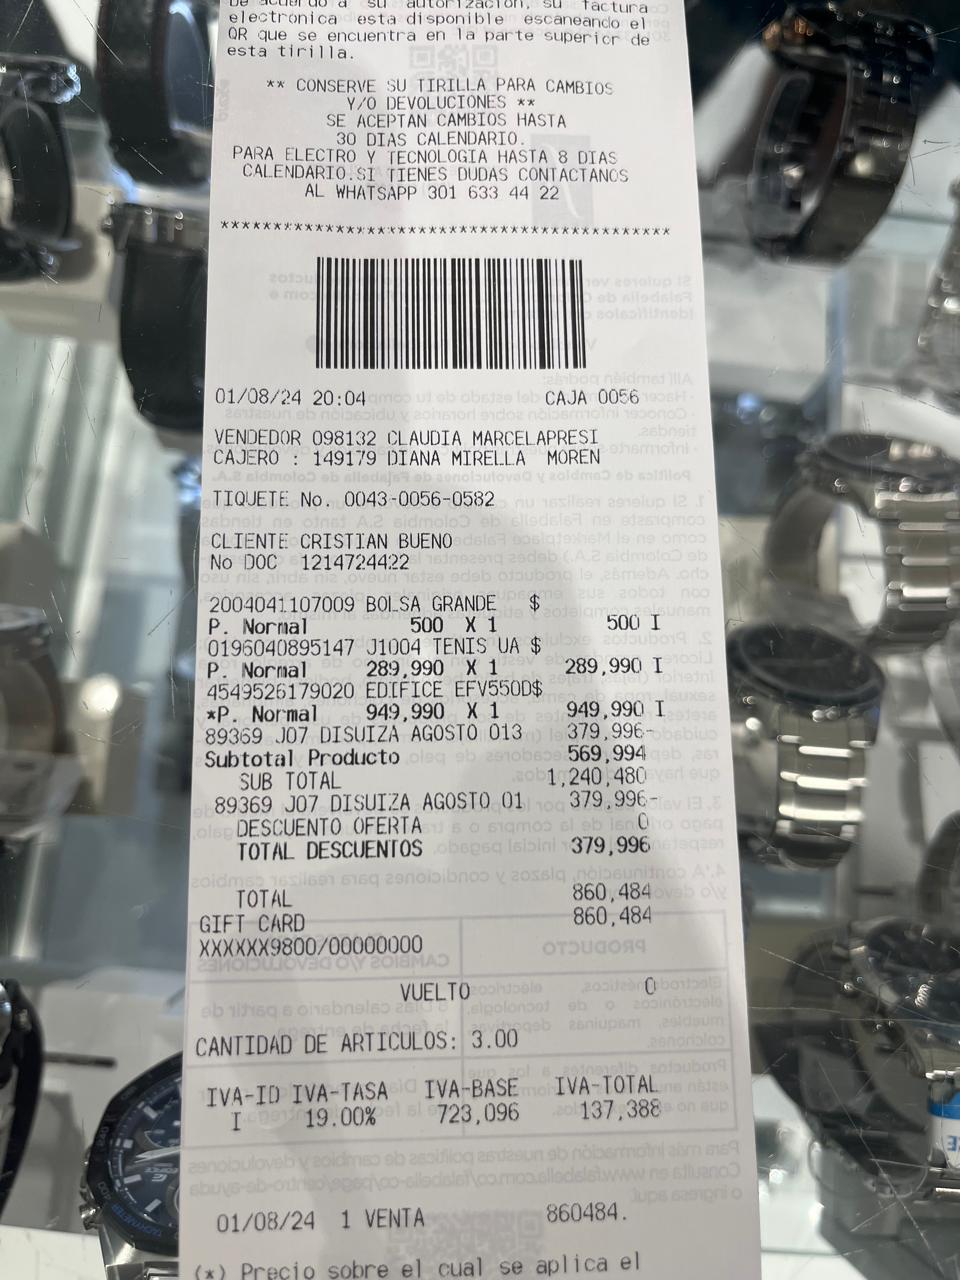 De acuerdo a su autorización, su factura
electronica esta disponible escaneando el
QR que se encuentra en la parte superior de
esta tirilla.
** CONSERVE SU TIRILLA PARA CAMBIOS
Y/O DEVOLUCIONES **
SE ACEPTAN CAMBIOS HASTA
30 DIAS CALENDARIO.
PARA ELECTRO Y TECNOLOGIA HASTA 8 DIAS
CALENDARIO.SI TIENES DUDAS CONTACTANOS
AL WHATSAPP 301 633 44 22
*******************************************
01/08/24 20:04 CAJA 0056
VENDEDOR 098132 CLAUDIA MARCELAPRESI
CAJERO : 149179 DIANA MIRELLA MOREN
TIQUETE No. 0043-0056-0582
CLIENTE CRISTIAN BUENO
No DOC 1214724422
2004041107009 BOLSA GRANDE $
P. Normal 500 X 1 500 I
0196040895147 J1004 TENIS UA $
P. Normal 289,990 X 1 289,990 I
4549526179020 EDIFICE EFV550D$
*P. Normal 949,990 X 1 949,990 I
89369 J07 DISUIZA AGOSTO 013 379,996-
Subtotal Producto 569,994
SUB TOTAL 1,240,480
89369 J07 DISUIZA AGOSTO 01 379,996-
DESCUENTO OFERTA 0
TOTAL DESCUENTOS 379,996
TOTAL 860,484
GIFT CARD 860,484
XXXXXX9800/00000000
VUELTO 0
CANTIDAD DE ARTICULOS: 3.00
IVA-ID IVA-TASA IVA-BASE IVA-TOTAL
I 19.00% 723,096 137,388
01/08/24 1 VENTA 860484.
(*) Precio sobre el cual se aplica el